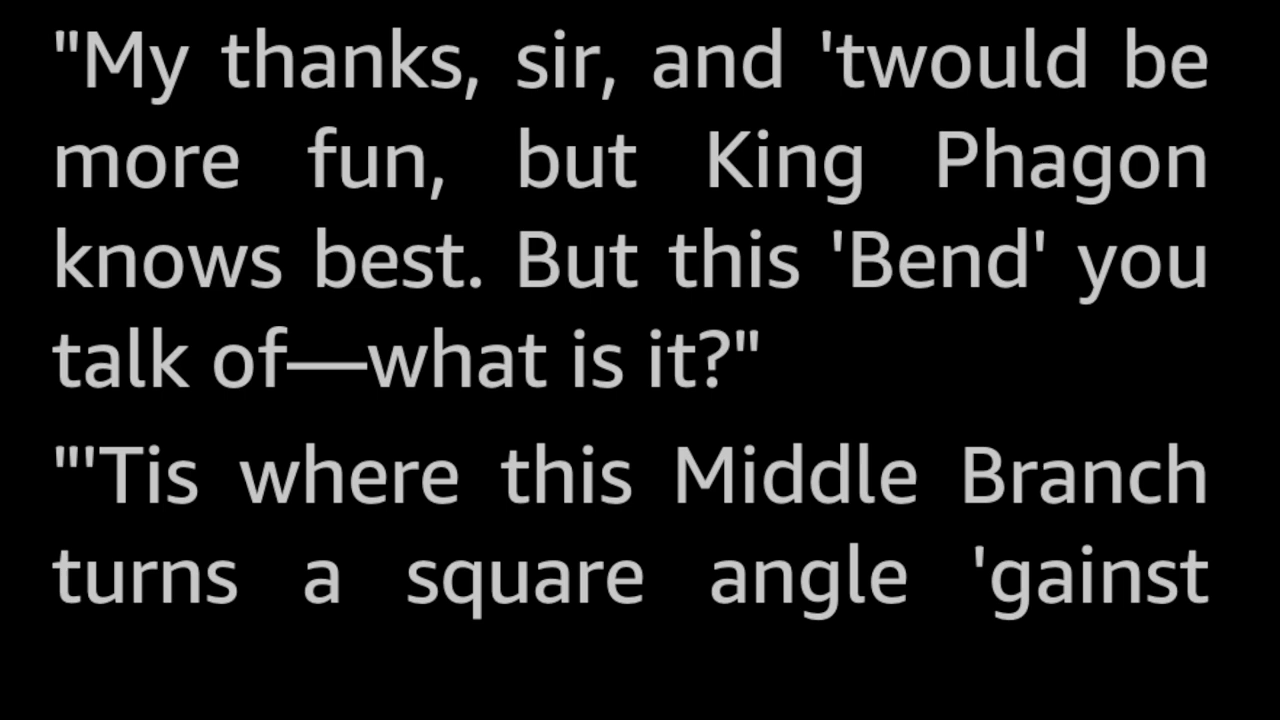 "My thanks, sir, and 'twould be
more fun, but King Phagon
knows best. But this 'Bend' you
talk of—what is it?"
"'Tis where this Middle Branch
turns a square angle 'gainst